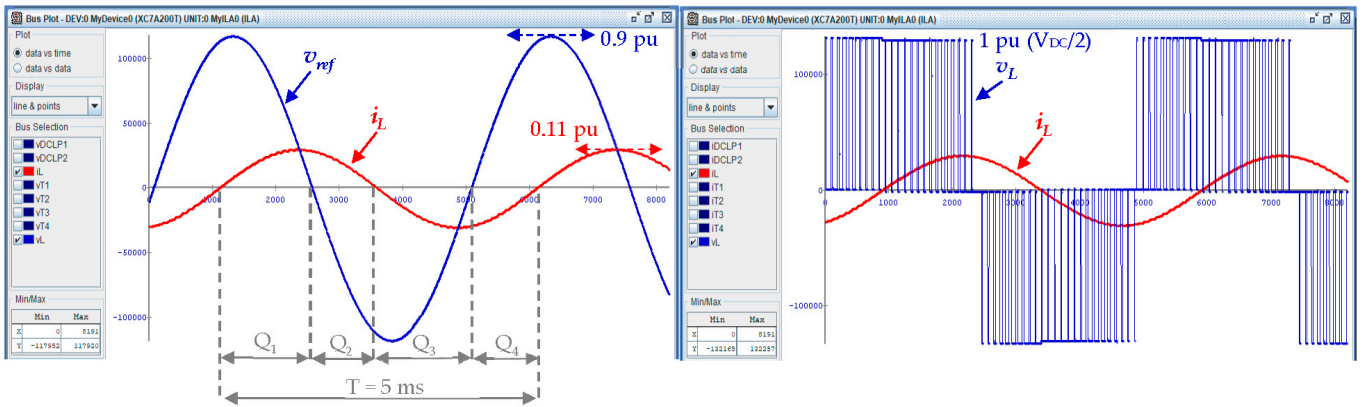 Bus Plot - DEV:0 MyDevice0 (XC7A200T) UNIT:0 MyILA0 (ILA)
Plot
data vs time
data vs data
Display
line & points
Bus Selection
vDCLP1
vDCLP2
iL
vT1
vT2
vT3
vT4
vL
Min/Max
Min Max
X 0 8191
Y -117952 117920
100000
50000
0
-50000
-100000
0 1000 2000 3000 4000 5000 6000 7000 8000
vref
iL
0.9 pu
0.11 pu
Q1 Q2 Q3 Q4
T = 5 ms
Bus Plot - DEV:0 MyDevice0 (XC7A200T) UNIT:0 MyILA0 (ILA)
Plot
data vs time
data vs data
Display
line & points
Bus Selection
iDCLP1
iDCLP2
iL
iT1
iT2
iT3
iT4
vL
Min/Max
Min Max
X 0 8191
Y -132165 132257
100000
0
-100000
0 1000 2000 3000 4000 5000 6000 7000 8000
1 pu (VDC/2)
vL
iL